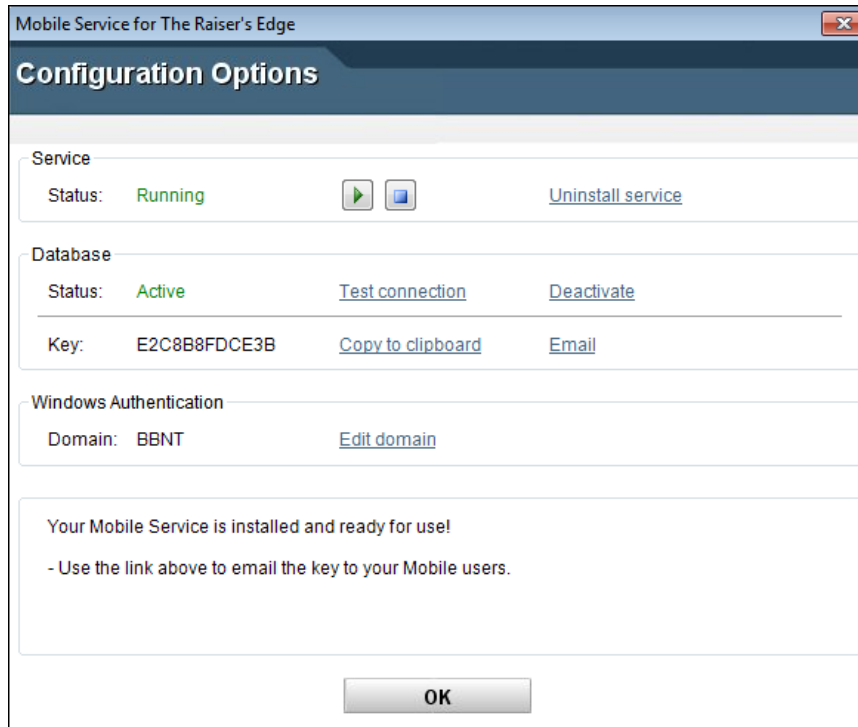 Mobile Service for The Raiser's Edge
Configuration Options
Service
Status: Running Uninstall service
Database
Status: Active Test connection Deactivate
Key: E2C8B8FDCE3B Copy to clipboard Email
Windows Authentication
Domain: BBNT Edit domain
Your Mobile Service is installed and ready for use!
- Use the link above to email the key to your Mobile users.
OK